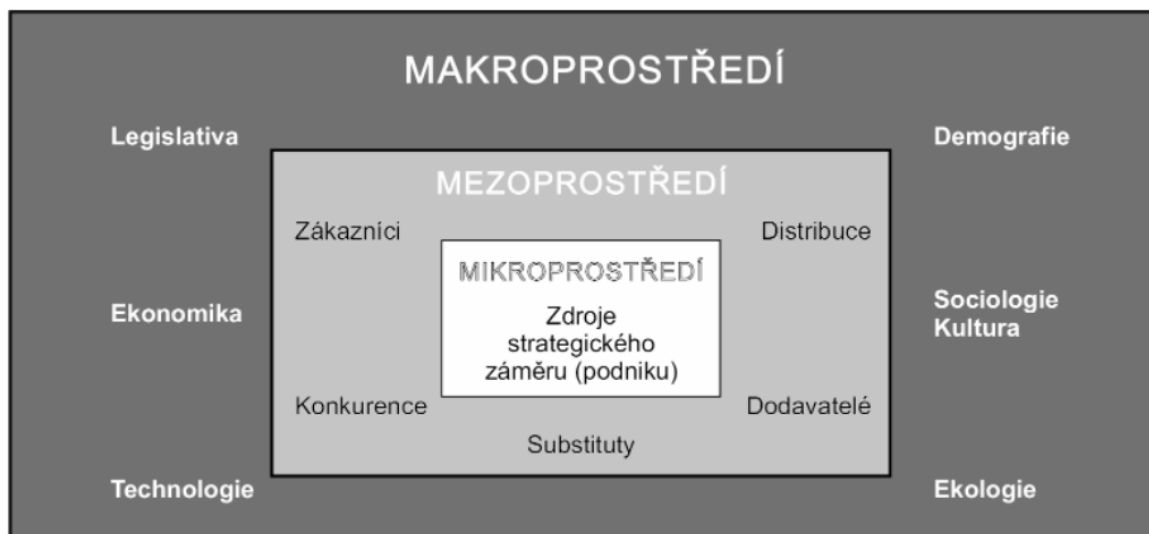 MAKROPROSTŘEDÍ
Legislativa
Demografie
MEZOPROSTŘEDÍ
Zákazníci
Distribuce
MIKROPROSTŘEDÍ
Zdroje
strategického
záměru (podniku)
Ekonomika
Sociologie
Kultura
Konkurence
Dodavatelé
Substituty
Technologie
Ekologie